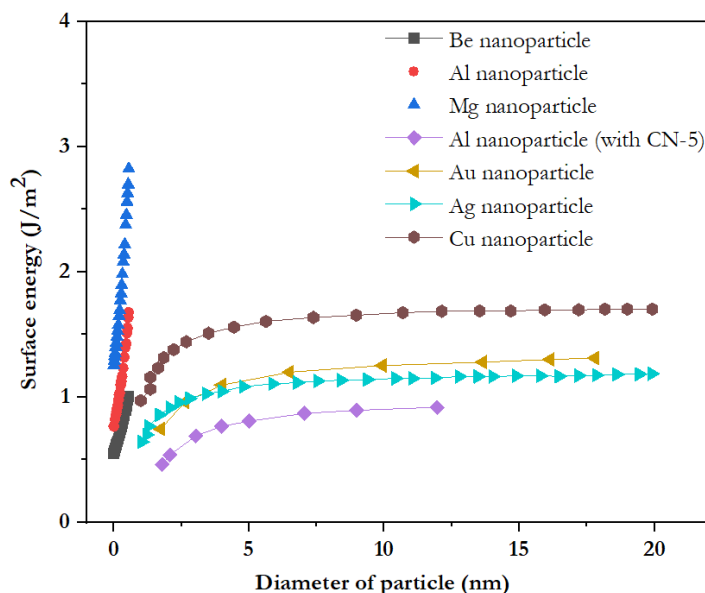 Be nanoparticle
Al nanoparticle
Mg nanoparticle
Al nanoparticle (with CN-5)
Au nanoparticle
Ag nanoparticle
Cu nanoparticle
Surface energy (J/m²)
4
3
2
1
0
0 5 10 15 20
Diameter of particle (nm)